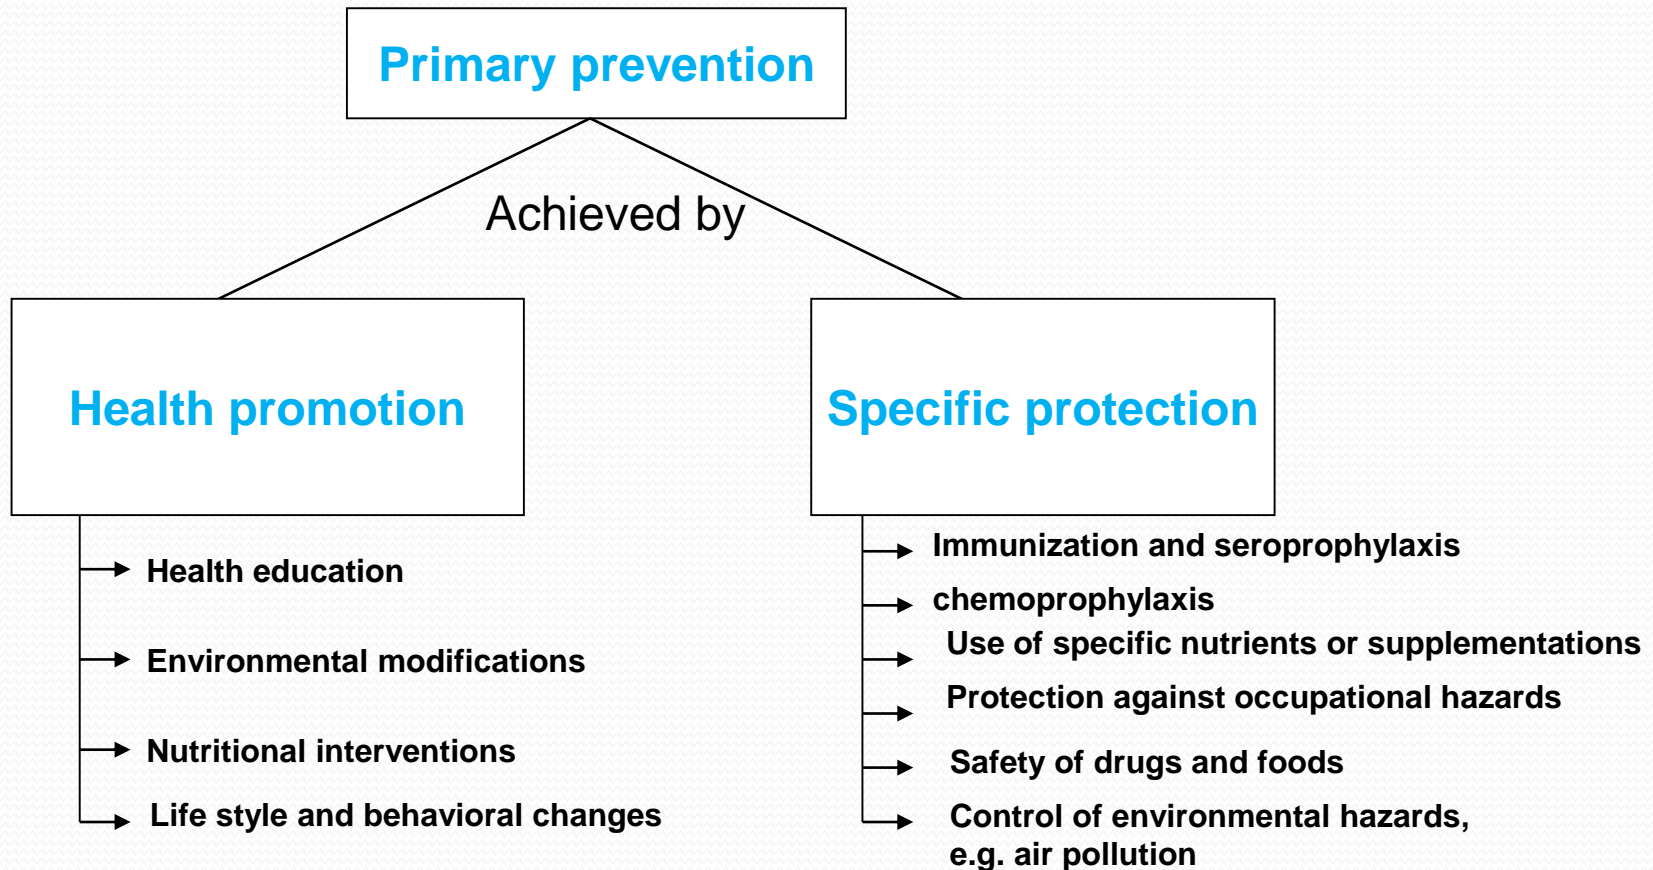 Primary prevention
Achieved by
Health promotion
Health education
Environmental modifications
Nutritional interventions
Life style and behavioral changes
Specific protection
Immunization and seroprophylaxis
chemoprophylaxis
Use of specific nutrients or supplementations
Protection against occupational hazards
Safety of drugs and foods
Control of environmental hazards,
e.g. air pollution